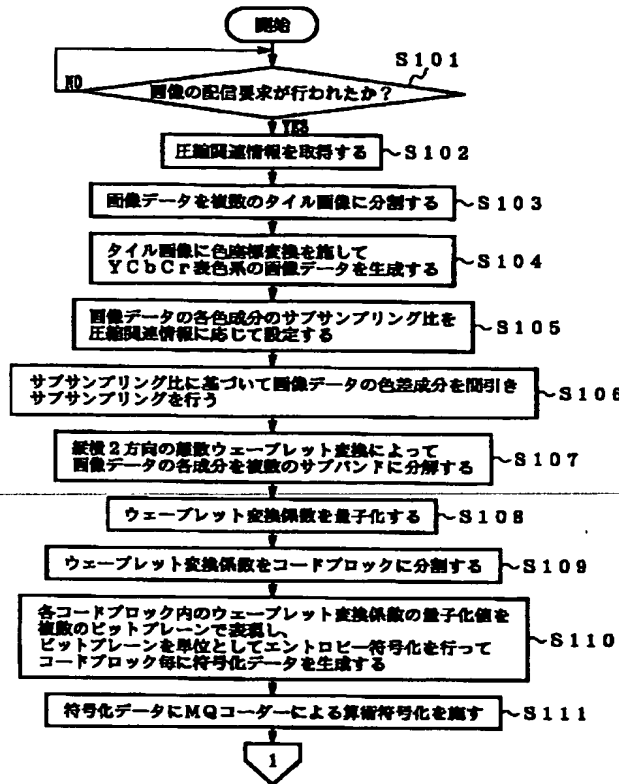 開始
S101
NO
画像の配信要求が行われたか？
YES
圧縮関連情報を取得する
S102
画像データを複数のタイル画像に分割する
S103
タイル画像に色座標変換を施して
YCbCr表色系の画像データを生成する
S104
画像データの各色成分のサブサンプリング比を
圧縮関連情報に応じて設定する
S105
サブサンプリング比に基づいて画像データの色差成分を間引き
サブサンプリングを行う
S106
縦横2方向の離散ウェーブレット変換によって
画像データの各成分を複数のサブバンドに分解する
S107
ウェーブレット変換係数を量子化する
S108
ウェーブレット変換係数をコードブロックに分割する
S109
各コードブロック内のウェーブレット変換係数の量子化値を
複数のビットプレーンで表現し、
ビットプレーンを単位としてエントロピー符号化を行って
コードブロック毎に符号化データを生成する
S110
符号化データにMQコーダーによる算術符号化を施す
S111
1